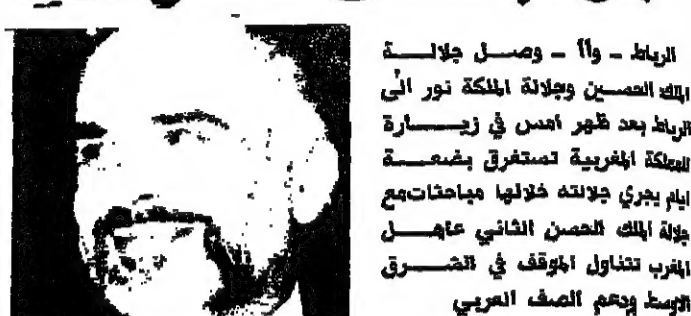 الرباط ـ وأأ ـ وصل جلالة
الملك الحسين وجلالة الملكة نور الى
الرباط بعد ظهر أمس في زيارة
للمملكة المغربية تستغرق بضعة
ايام يجري جلالته خلالها مباحثات مع
جلالة الملك الحسن الثاني عاهل
المغرب تتناول الموقف في الشرق
الاوسط ودعم الصف العربي